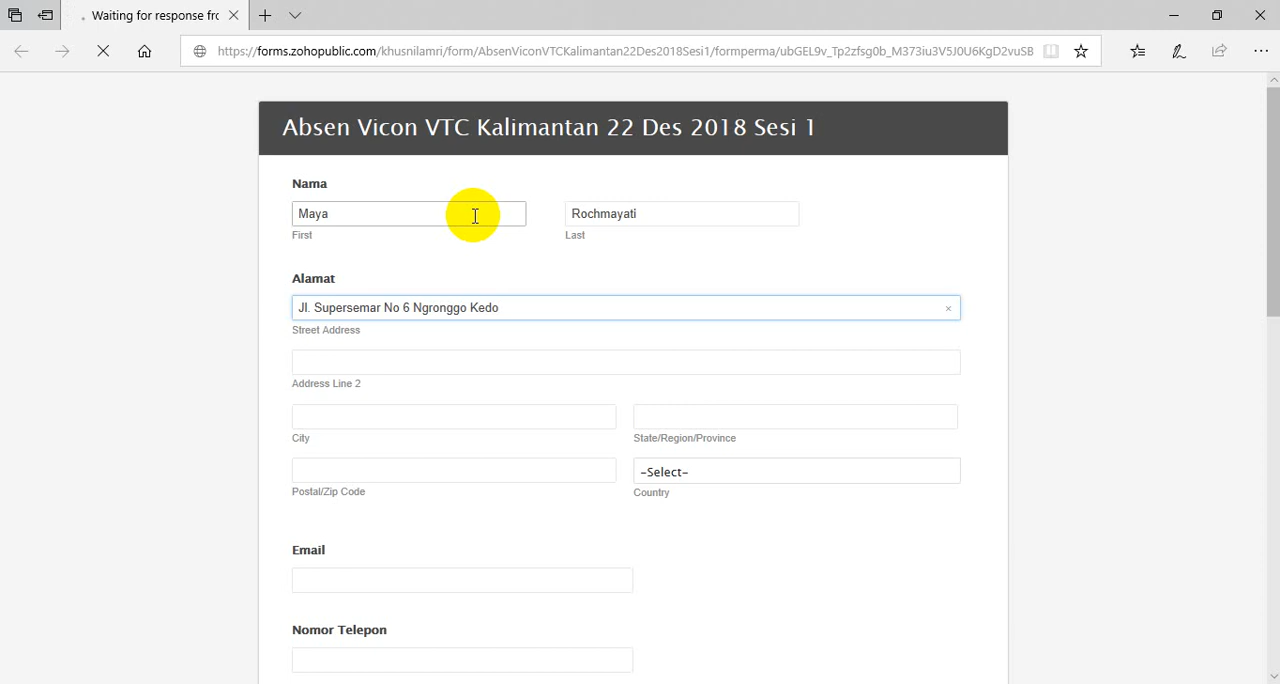 Waiting for response fro
https://forms.zohopublic.com/khusnilamri/form/AbsenViconVTCKalimantan22Des2018Sesi1/formperma/ubGEL9v_Tp2zfsg0b_M373iu3V5J0U6KgD2vuSB
Absen Vicon VTC Kalimantan 22 Des 2018 Sesi 1
Nama
Maya Rochmayati
First Last
Alamat
Jl. Supersemar No 6 Ngronggo Kedo
Street Address
Address Line 2
City State/Region/Province
-Select-
Postal/Zip Code Country
Email
Nomor Telepon